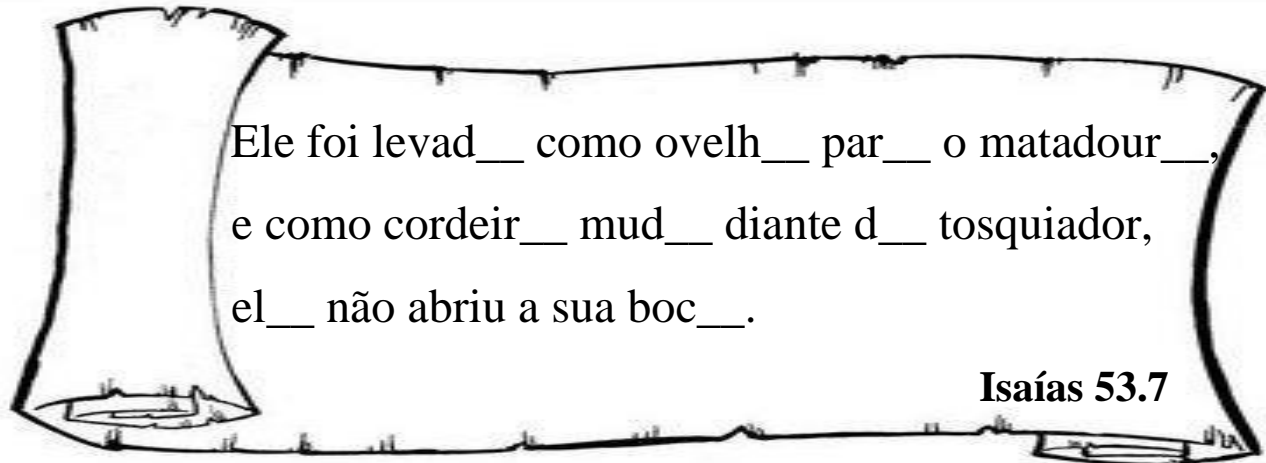 Ele foi levad__ como ovelh__ par__ o matadour__,
e como cordeir__ mud__ diante d__ tosquiador,
el__ não abriu a sua boc__.
Isaías 53.7